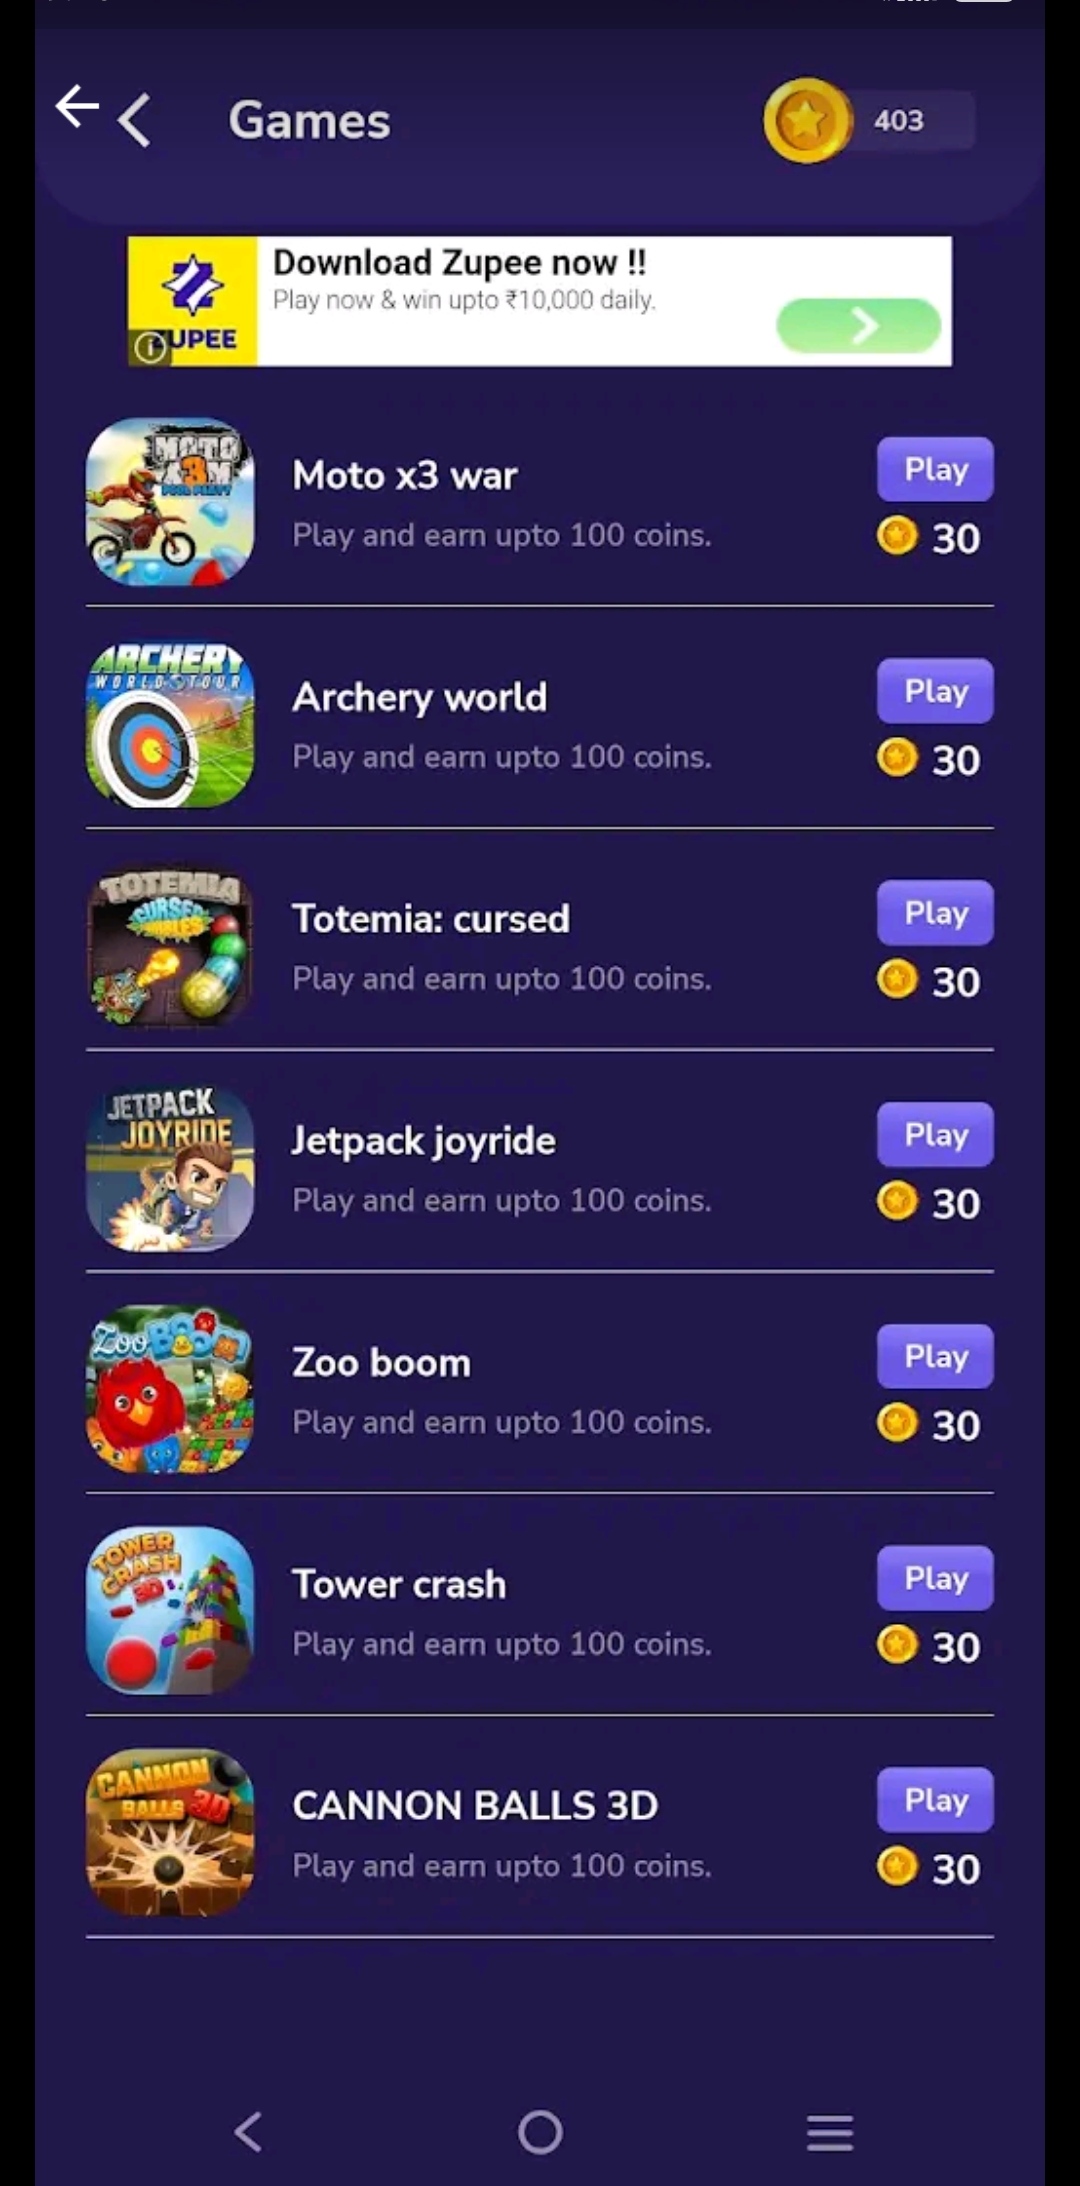 Games
403
Download Zupee now !!
Play now & win upto ₹10,000 daily.
ZUPEE
MOTO
X3M
POOL PARTY
Moto x3 war
Play
Play and earn upto 100 coins.
30
ARCHERY
WORLD TOUR
Archery world
Play
Play and earn upto 100 coins.
30
TOTEMIA
CURSED
Totemia: cursed
Play
Play and earn upto 100 coins.
30
JETPACK
JOYRIDE
Jetpack joyride
Play
Play and earn upto 100 coins.
30
Zoo BOOM
Zoo boom
Play
Play and earn upto 100 coins.
30
TOWER
CRASH
3D
Tower crash
Play
Play and earn upto 100 coins.
30
CANNON
BALLS 3D
CANNON BALLS 3D
Play
Play and earn upto 100 coins.
30